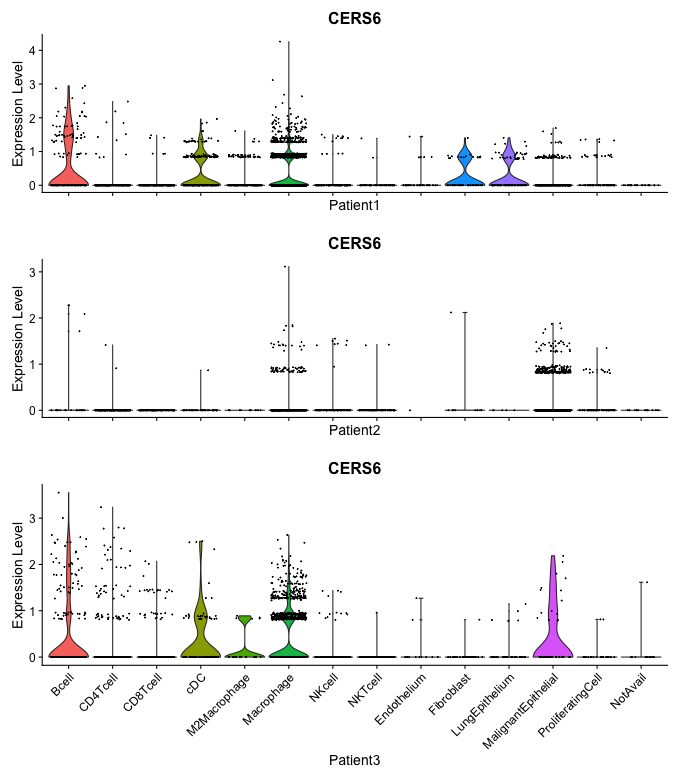 CERS6
Expression Level
4
3
2
1
0
Patient1
CERS6
Expression Level
3
2
1
0
Patient2
CERS6
Expression Level
3
2
1
0
Bcell
CD4Tcell
CD8Tcell
cDC
M2Macrophage
Macrophage
NKcell
NKTcell
Endothelium
Fibroblast
LungEpithelium
MalignantEpithelial
ProliferatingCell
NotAvail
Patient3